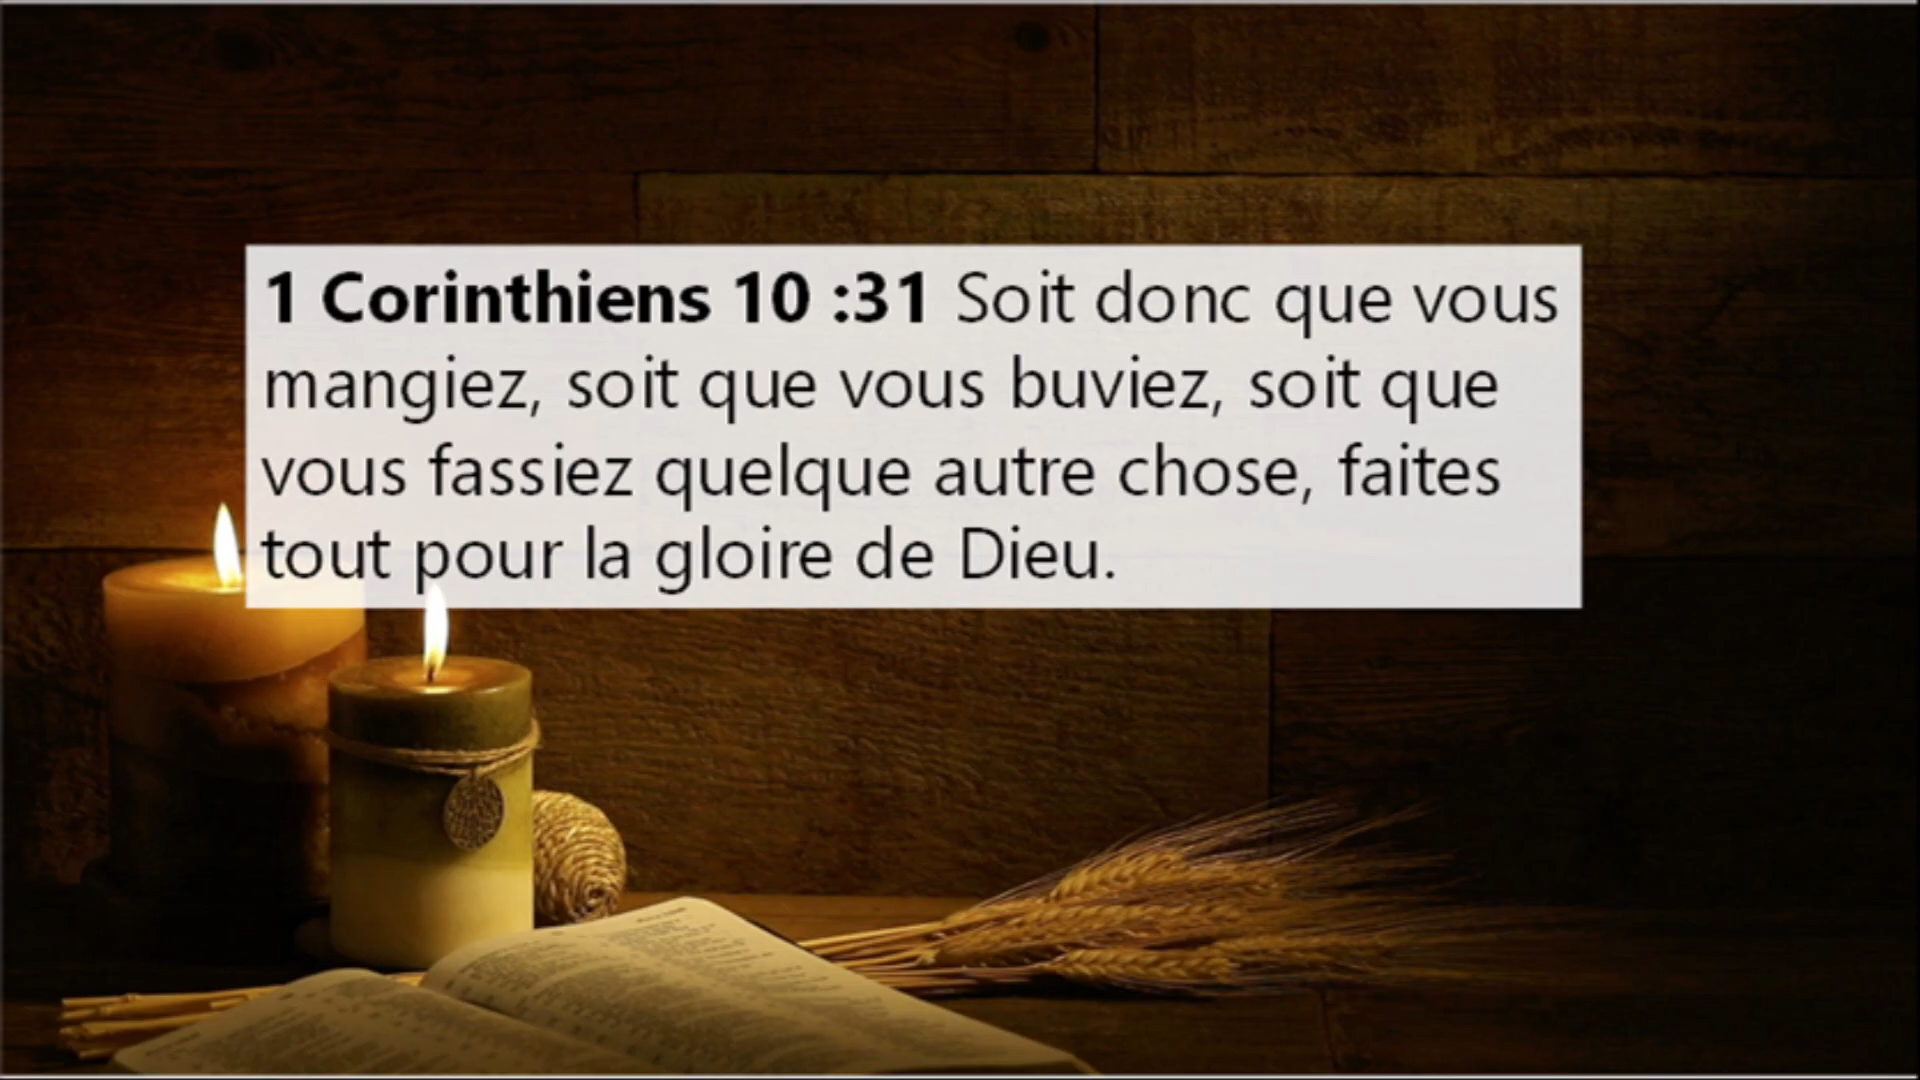 1 Corinthiens 10 :31 Soit donc que vous
mangiez, soit que vous buviez, soit que
vous fassiez quelque autre chose, faites
tout pour la gloire de Dieu.